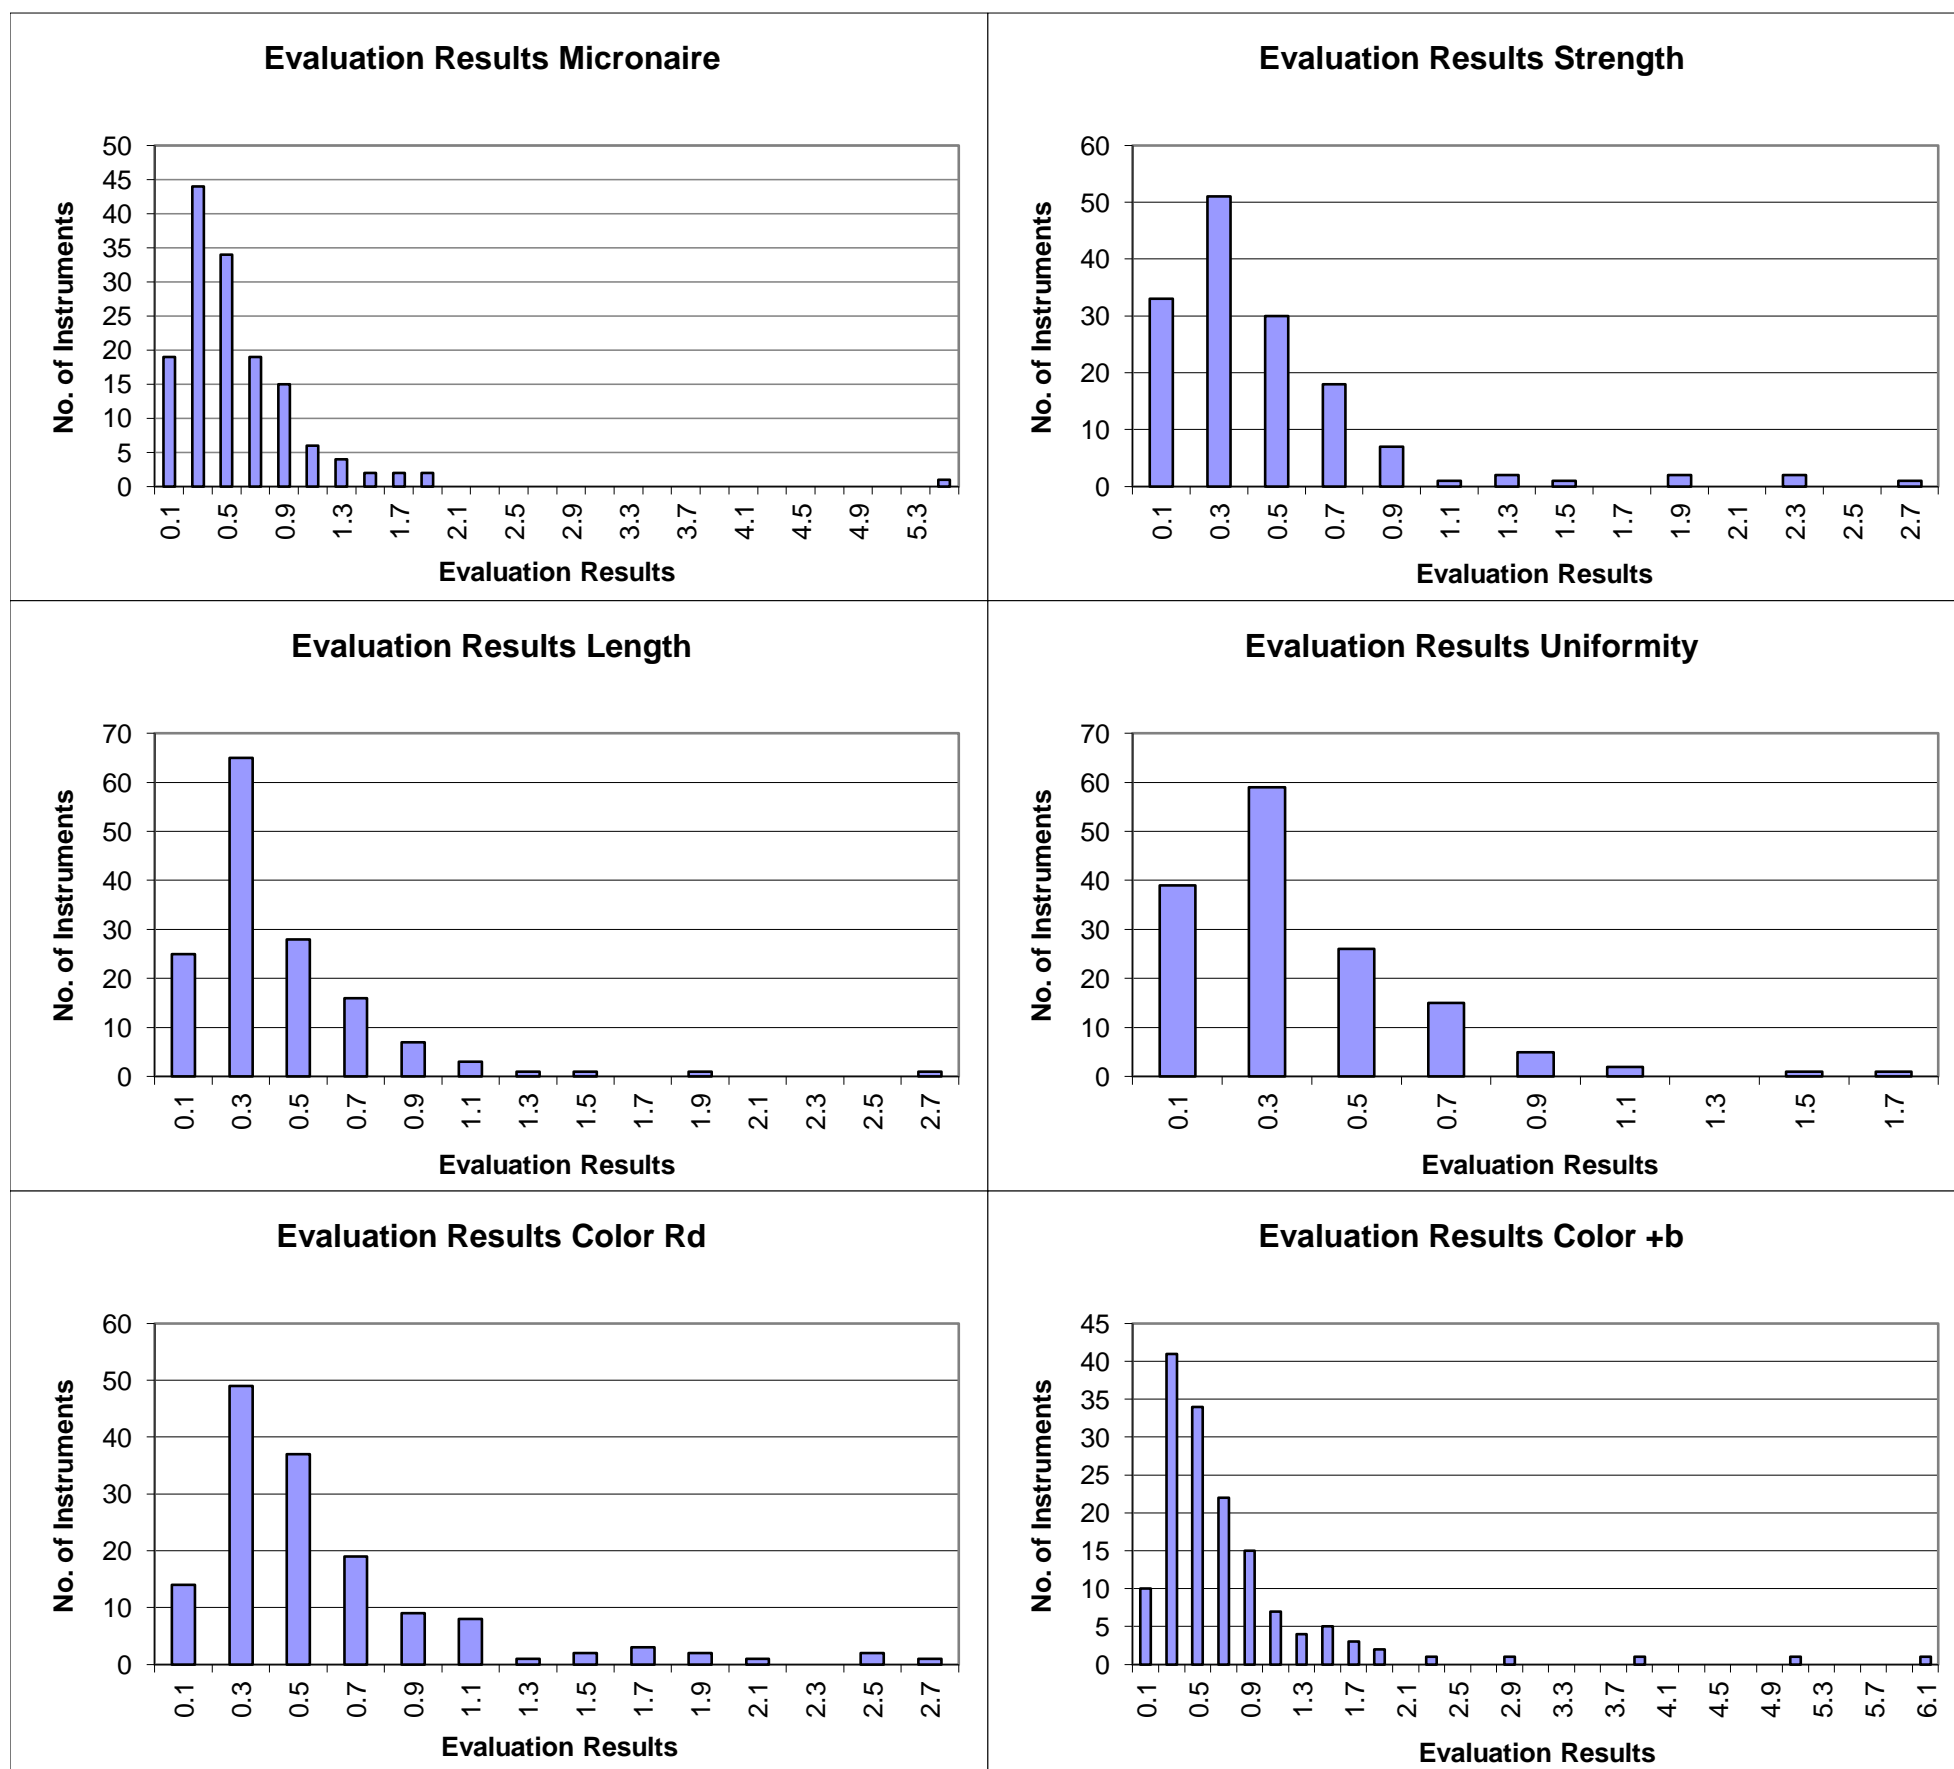 Evaluation Results Micronaire
50
45
40
35
30
25
20
15
10
5
0
No. of Instruments
0.1 0.5 0.9 1.3 1.7 2.1 2.5 2.9 3.3 3.7 4.1 4.5 4.9 5.3
Evaluation Results
Evaluation Results Strength
60
50
40
30
20
10
0
No. of Instruments
0.1 0.3 0.5 0.7 0.9 1.1 1.3 1.5 1.7 1.9 2.1 2.3 2.5 2.7
Evaluation Results
Evaluation Results Length
70
60
50
40
30
20
10
0
No. of Instruments
0.1 0.3 0.5 0.7 0.9 1.1 1.3 1.5 1.7 1.9 2.1 2.3 2.5 2.7
Evaluation Results
Evaluation Results Uniformity
70
60
50
40
30
20
10
0
No. of Instruments
0.1 0.3 0.5 0.7 0.9 1.1 1.3 1.5 1.7
Evaluation Results
Evaluation Results Color Rd
60
50
40
30
20
10
0
No. of Instruments
0.1 0.3 0.5 0.7 0.9 1.1 1.3 1.5 1.7 1.9 2.1 2.3 2.5 2.7
Evaluation Results
Evaluation Results Color +b
45
40
35
30
25
20
15
10
5
0
No. of Instruments
0.1 0.5 0.9 1.3 1.7 2.1 2.5 2.9 3.3 3.7 4.1 4.5 4.9 5.3 5.7 6.1
Evaluation Results